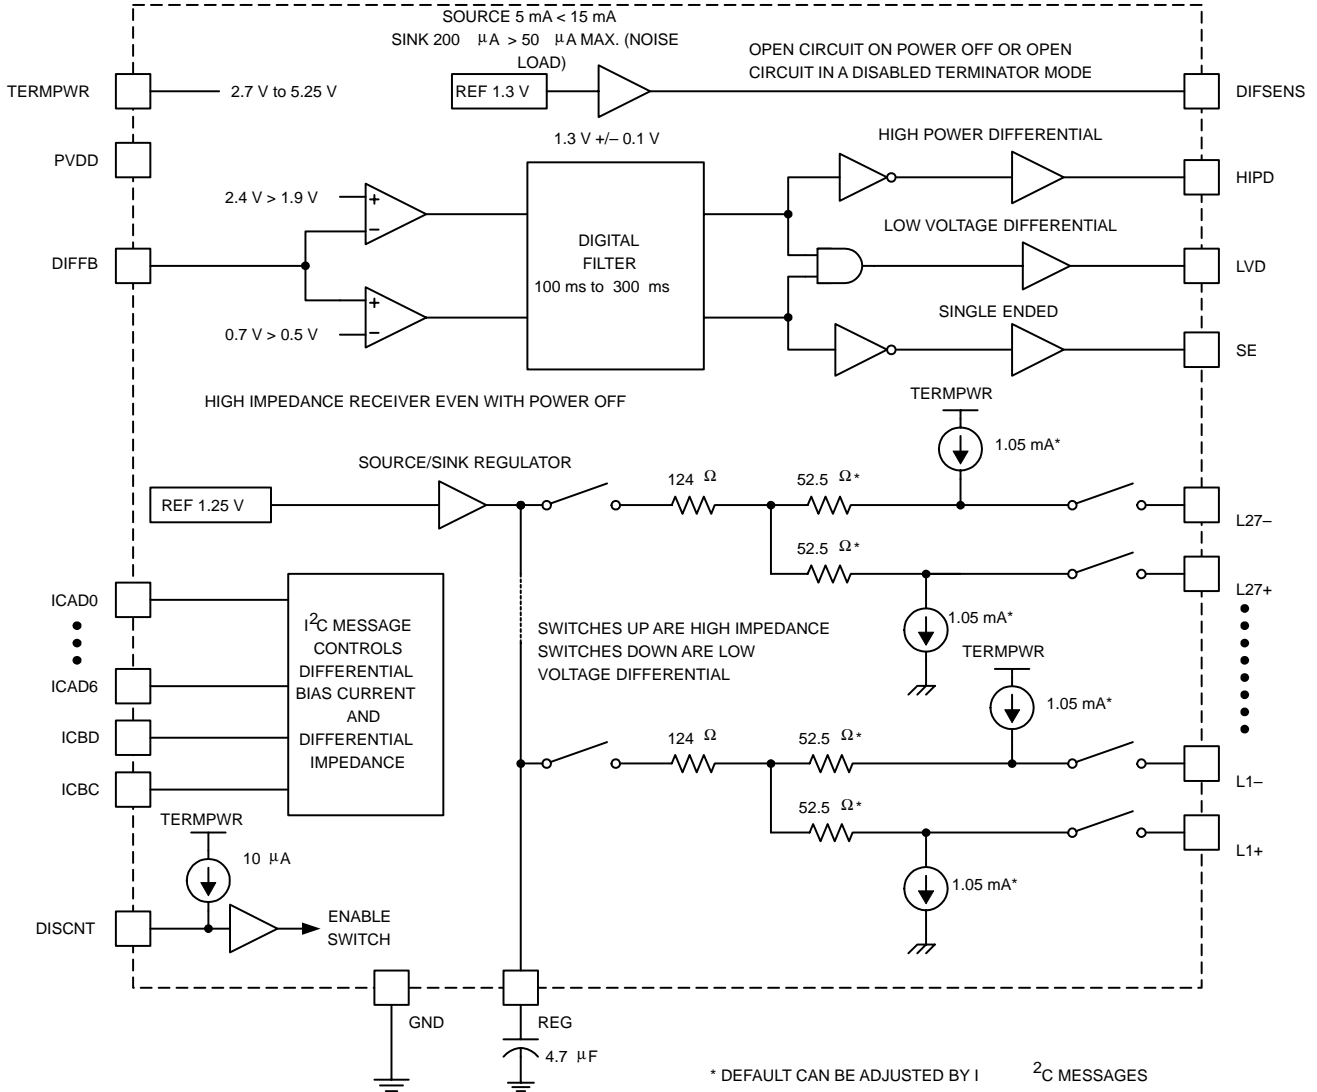 SOURCE 5 mA < 15 mA
SINK 200 μA > 50 μA MAX. (NOISE
LOAD)
OPEN CIRCUIT ON POWER OFF OR OPEN
CIRCUIT IN A DISABLED TERMINATOR MODE
TERMPWR
2.7 V to 5.25 V
REF 1.3 V
DIFSENS
1.3 V +/– 0.1 V
HIGH POWER DIFFERENTIAL
PVDD
HIPD
2.4 V > 1.9 V
+
–
LOW VOLTAGE DIFFERENTIAL
DIGITAL
FILTER
100 ms to 300 ms
DIFFB
LVD
+
–
0.7 V > 0.5 V
SINGLE ENDED
SE
HIGH IMPEDANCE RECEIVER EVEN WITH POWER OFF
TERMPWR
1.05 mA*
SOURCE/SINK REGULATOR
124 Ω
52.5 Ω*
REF 1.25 V
L27–
52.5 Ω*
L27+
ICAD0
ICAD6
ICBD
ICBC
I2C MESSAGE
CONTROLS
DIFFERENTIAL
BIAS CURRENT
AND
DIFFERENTIAL
IMPEDANCE
SWITCHES UP ARE HIGH IMPEDANCE
SWITCHES DOWN ARE LOW
VOLTAGE DIFFERENTIAL
1.05 mA*
TERMPWR
1.05 mA*
124 Ω
52.5 Ω*
L1–
52.5 Ω*
L1+
1.05 mA*
TERMPWR
10 μA
DISCNT
ENABLE
SWITCH
GND
REG
4.7 μF
* DEFAULT CAN BE ADJUSTED BY I 2C MESSAGES